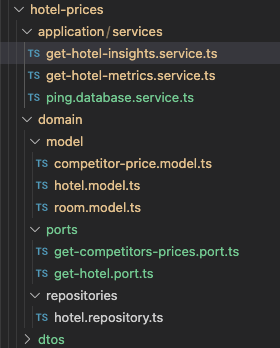 hotel-prices
application/services
TS get-hotel-insights.service.ts
TS get-hotel-metrics.service.ts
TS ping.database.service.ts
domain
model
TS competitor-price.model.ts
TS hotel.model.ts
TS room.model.ts
ports
TS get-competitors-prices.port.ts
TS get-hotel.port.ts
repositories
TS hotel.repository.ts
dtos